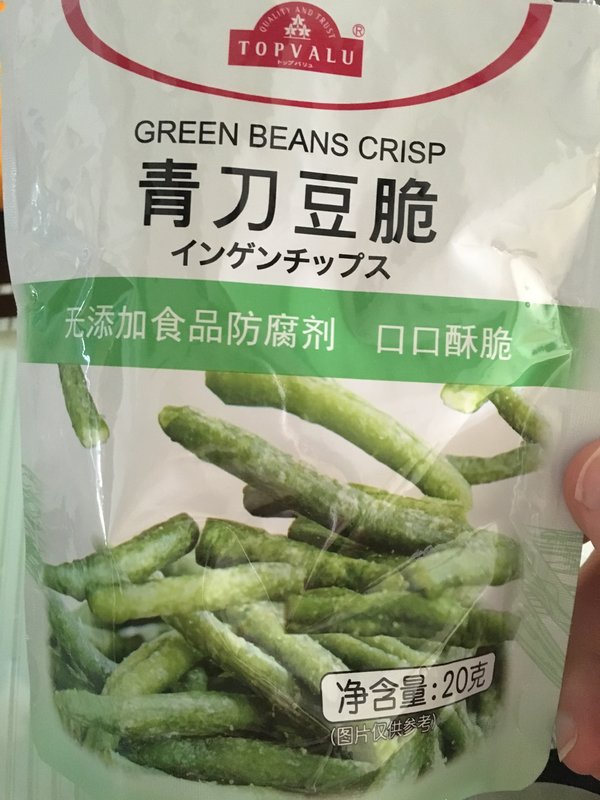 QUALITY AND TRUST
TOPVALU®
トップバリュ
GREEN BEANS CRISP
青刀豆脆
インゲンチップス
无添加食品防腐剂 口口酥脆
净含量:20克
(图片仅供参考)